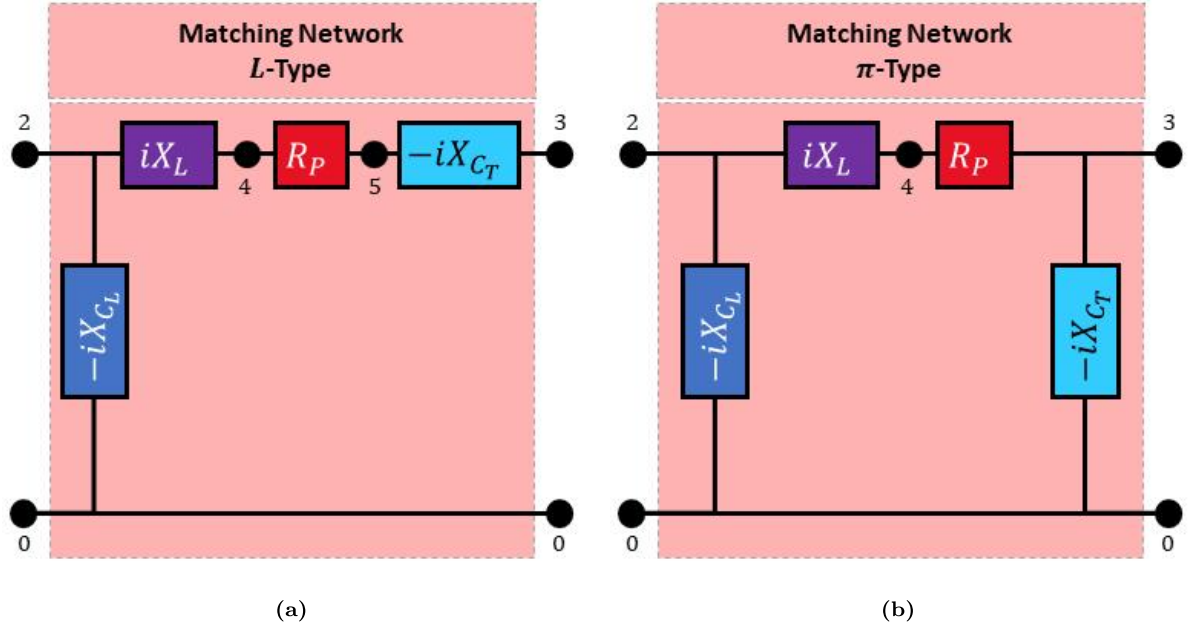 Matching Network
L-Type
2
iX_L
4
R_P
5
-iX_{C_T}
3
-iX_{C_L}
0
0
(a)
Matching Network
π-Type
2
iX_L
4
R_P
3
-iX_{C_L}
-iX_{C_T}
0
0
(b)